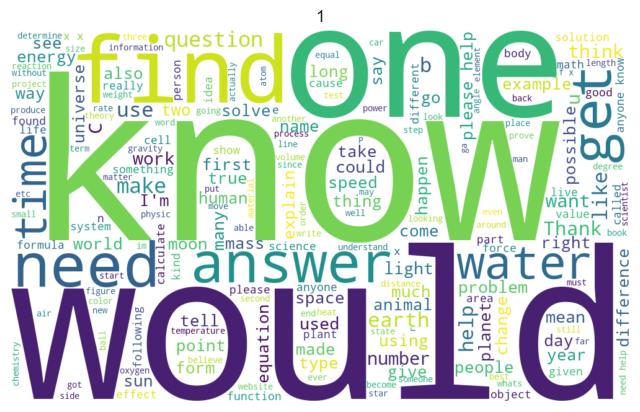 1
determine x x
size information
reaction
energy
see
find
question
one
project
without
produce
found
way
universe
also
really
use
weight
C
person
idea
actually
atom
two
solve
long
cause
equal
test
say
car
power
please help
b
go
different
body
example
back
solution
think
math
f x
length
angle element
u
good
possible
anyone know
get
like
time
know
rate
theory
life
term
something
matter
n
system
work
I'm
make
cell
gravity
physic
put
move
able
word
going
another
name
process
show
first
true
human
many
thing
line
since
volume
material
order
explain
P
step
look
take
could
speed
may
well
happen
ga
place
prove
man
want
live
value
come
around
even
degree
called
scientist
book
Thank
right
part
force
etc
small
formula
world
im
moon
mass
calculate
kind
science
write
looking
understand
x
light
need
start
answer
water
difference
must
would
figure
color
new
air
please
second
anyone
space
much
distance
animal
help
problem
area
planet
change
mean
still
far
day
tell
temperature
point
form
equation
used
plant
made
type
end
heat
state
earth
using
number
give
people
year
given
chemistry
ball
following
oxygen
sun
got
side
effect
believe
website
function
ever
become
someone
star
best
whats
object
need help